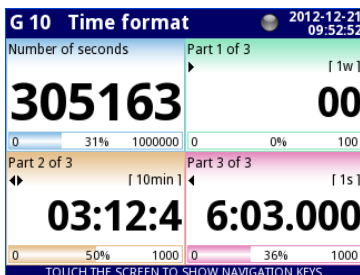 G 10 Time format
2012-12-21
09:52:52
Number of seconds
305163
0 31% 1000000
Part 1 of 3
[ 1w ]
00
0 0% 100
Part 2 of 3
[ 10min ]
03:12:4
0 50% 1000
Part 3 of 3
[ 1s ]
6:03.000
0 36% 1000
TOUCH THE SCREEN TO SHOW NAVIGATION KEYS